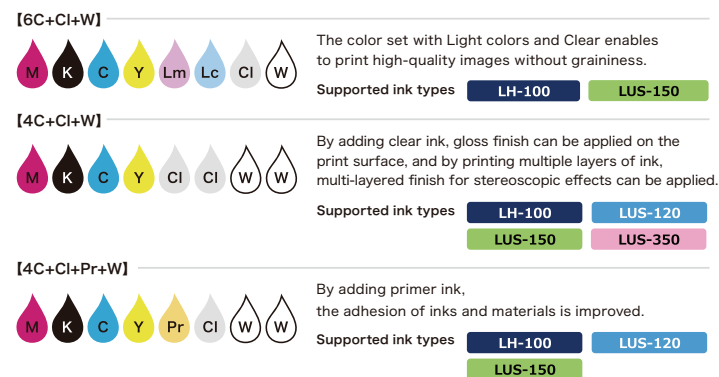 【6C+Cl+W】
M K C Y Lm Lc Cl W
The color set with Light colors and Clear enables
to print high-quality images without graininess.
Supported ink types LH-100 LUS-150
【4C+Cl+W】
M K C Y Cl Cl W W
By adding clear ink, gloss finish can be applied on the
print surface, and by printing multiple layers of ink,
multi-layered finish for stereoscopic effects can be applied.
Supported ink types LH-100 LUS-120
LUS-150 LUS-350
【4C+Cl+Pr+W】
M K C Y Pr Cl W W
By adding primer ink,
the adhesion of inks and materials is improved.
Supported ink types LH-100 LUS-120
LUS-150